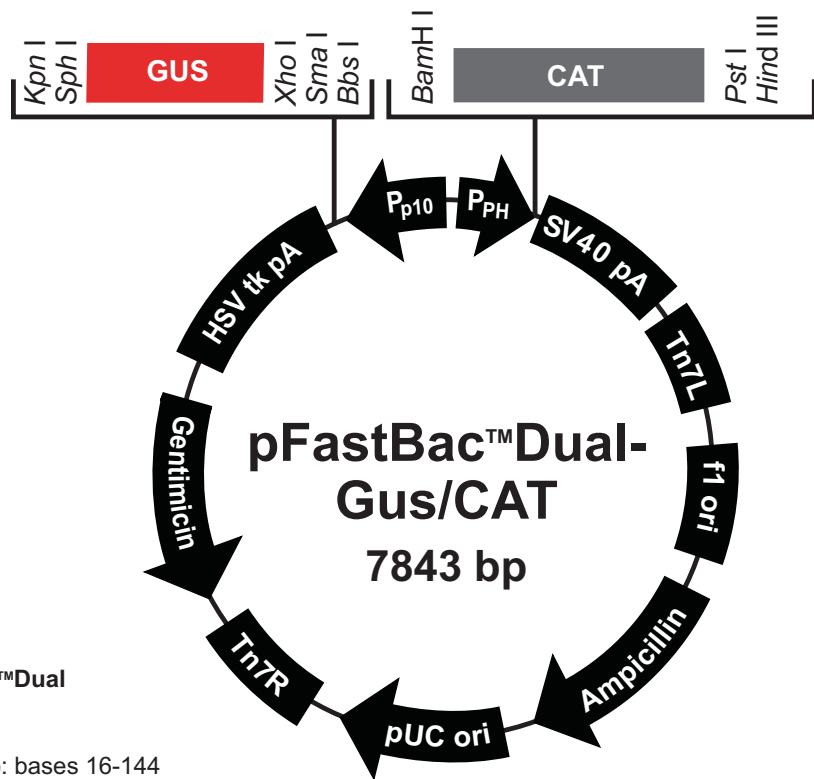 Kpn I
Sph I
GUS
Xho I
Sma I
Bbs I
BamH I
CAT
Pst I
Hind III
Pp10
PPH
HSV tk pA
SV40 pA
Tn7L
Gentimicin
pFastBac™Dual-
Gus/CAT
7843 bp
f1 ori
Tn7R
Ampicillin
pUC ori
™Dual
: bases 16-144